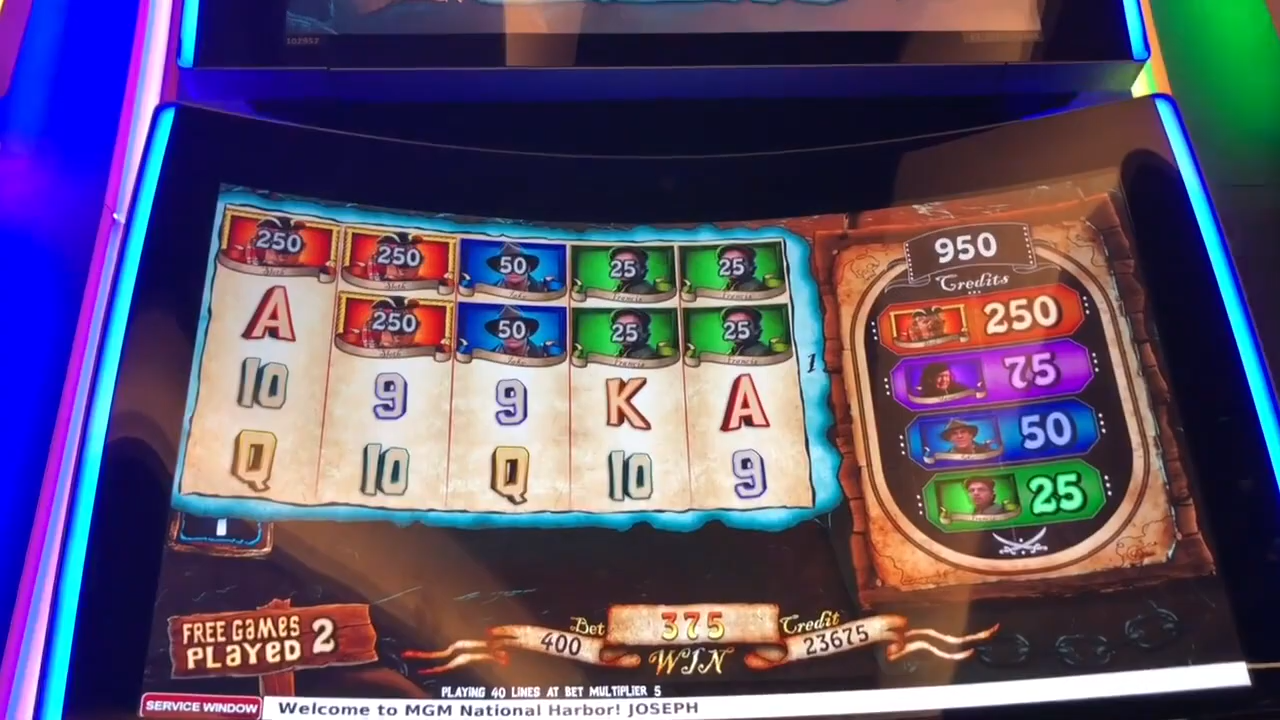 102552
250 250 50 25 25
A 250 50 25 25
10 9 9 K A
Q 10 Q 10 9
1
950
Credits
250
75
50
25
FREE GAMES
PLAYED 2
Bet
400
375
WIN
Credit
23675
PLAYING 40 LINES AT BET MULTIPLIER 5
SERVICE WINDOW
Welcome to MGM National Harbor! JOSEPH